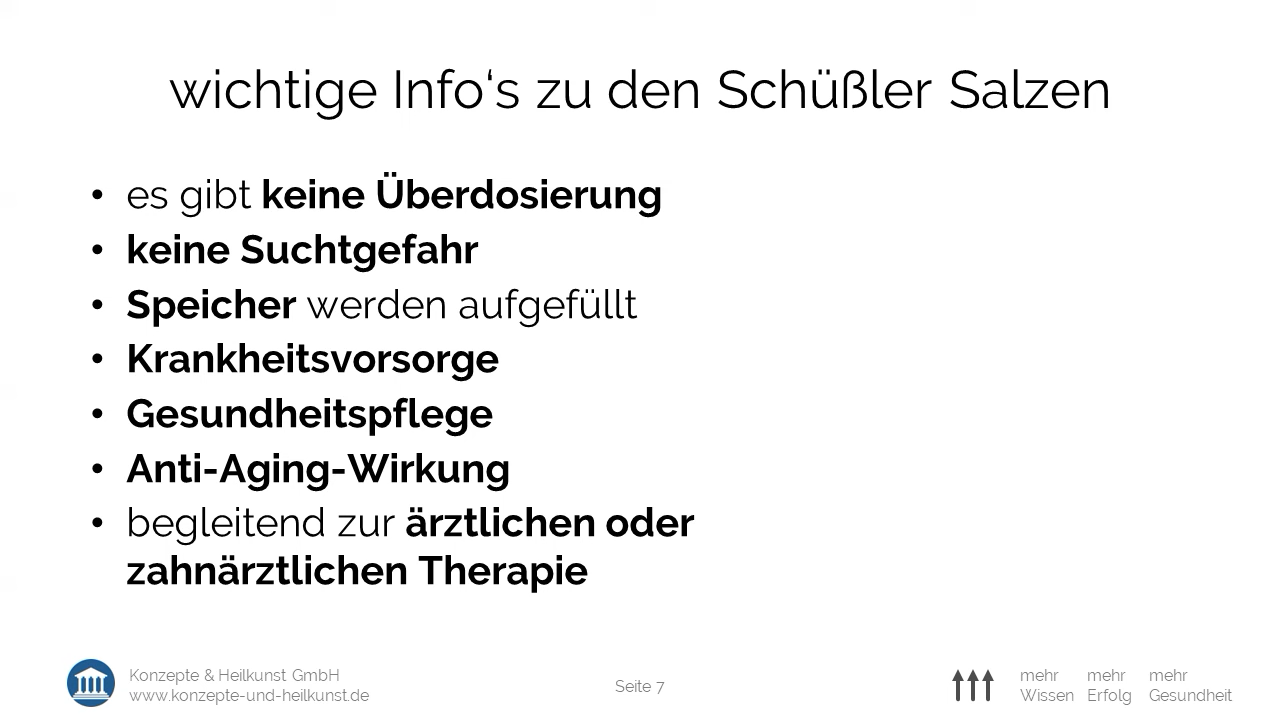 wichtige Info‘s zu den Schüßler Salzen
• es gibt keine Überdosierung
• keine Suchtgefahr
• Speicher werden aufgefüllt
• Krankheitsvorsorge
• Gesundheitspflege
• Anti-Aging-Wirkung
• begleitend zur ärztlichen oder
zahnärztlichen Therapie
Konzepte & Heilkunst GmbH
www.konzepte-und-heilkunst.de
Seite 7
mehr mehr mehr
Wissen Erfolg Gesundheit